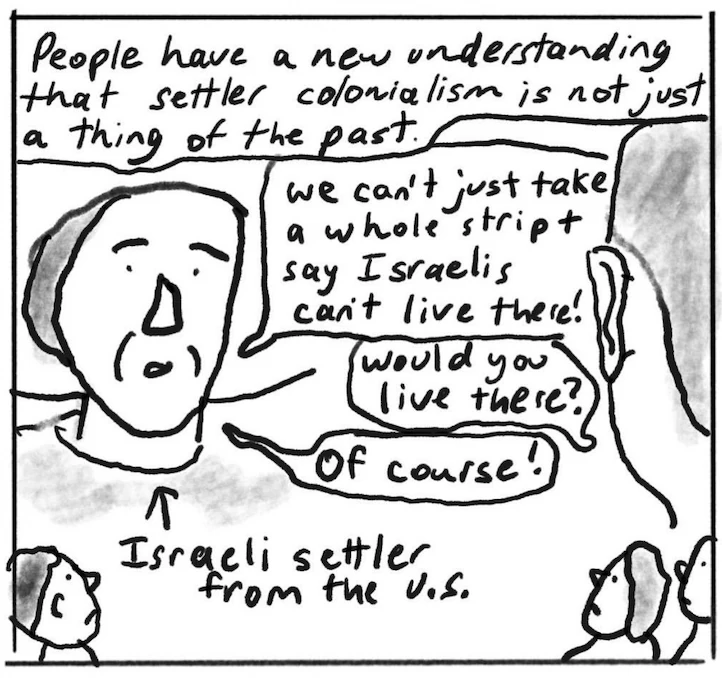 People have a new understanding
that settler colonialism is not just
a thing of the past.
we can't just take
a whole strip +
say Israelis
can't live there!
would you
live there?
Of course!
Israeli settler
from the U.S.